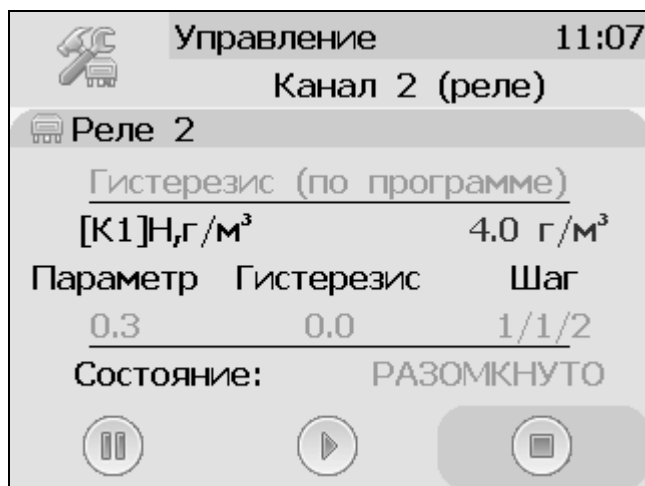 Управление 11:07
Канал 2 (реле)
Реле 2
Гистерезис (по программе)
[К1]Н,г/м³ 4.0 г/м³
Параметр Гистерезис Шаг
0.3 0.0 1/1/2
Состояние: РАЗОМКНУТО